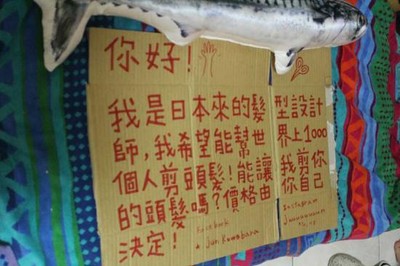 你好!
我是日本來的髮型設計
師,我希望能幫世界上1000
個人剪頭髮!能讓我剪你
的頭髮嗎?價格由你自己
決定!
Facebook
Instagram